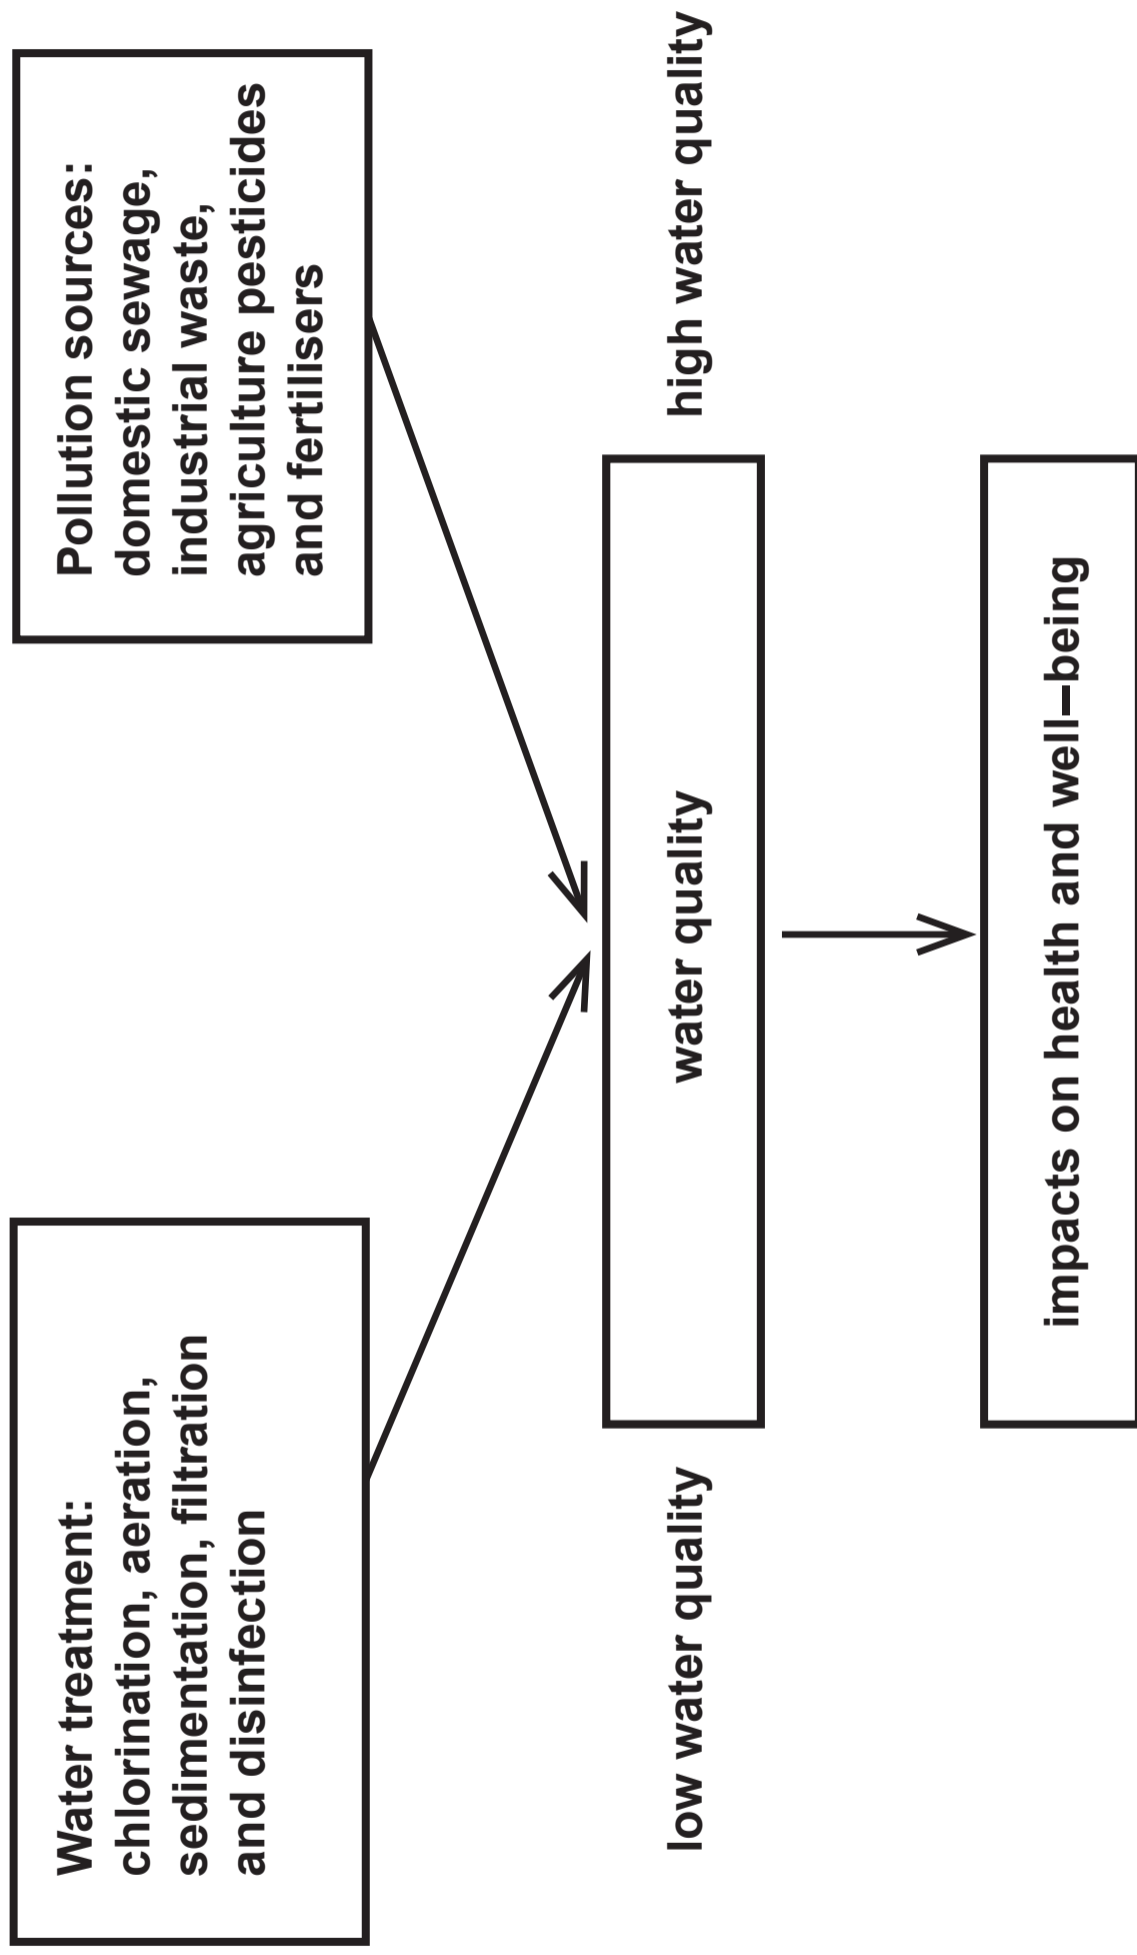 Water treatment:
chlorination, aeration,
sedimentation, filtration
and disinfection
Pollution sources:
domestic sewage,
industrial waste,
agriculture pesticides
and fertilisers
low water quality
water quality
high water quality
impacts on health and well–being